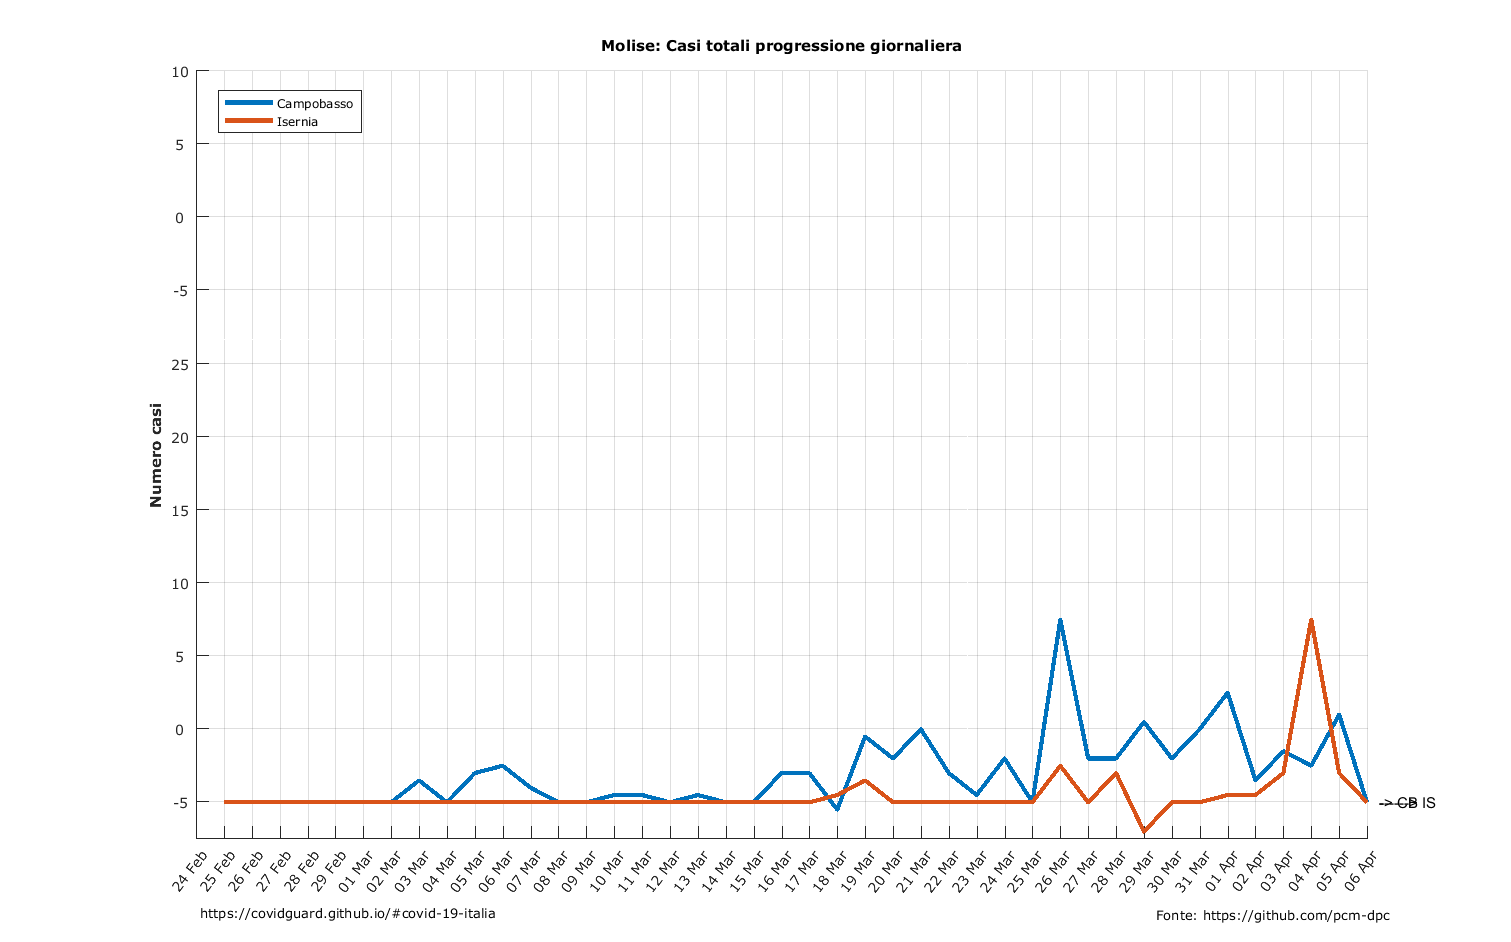 Molise: Casi totali progressione giornaliera
10
5
0
-5
25
20
15
10
5
0
-5
Numero casi
Campobasso
Isernia
24 Feb
25 Feb
26 Feb
27 Feb
28 Feb
29 Feb
01 Mar
02 Mar
03 Mar
04 Mar
05 Mar
06 Mar
07 Mar
08 Mar
09 Mar
10 Mar
11 Mar
12 Mar
13 Mar
14 Mar
15 Mar
16 Mar
17 Mar
18 Mar
19 Mar
20 Mar
21 Mar
22 Mar
23 Mar
24 Mar
25 Mar
26 Mar
27 Mar
28 Mar
29 Mar
30 Mar
31 Mar
01 Apr
02 Apr
03 Apr
04 Apr
05 Apr
06 Apr
CB IS
https://covidguard.github.io/#covid-19-italia
Fonte: https://github.com/pcm-dpc